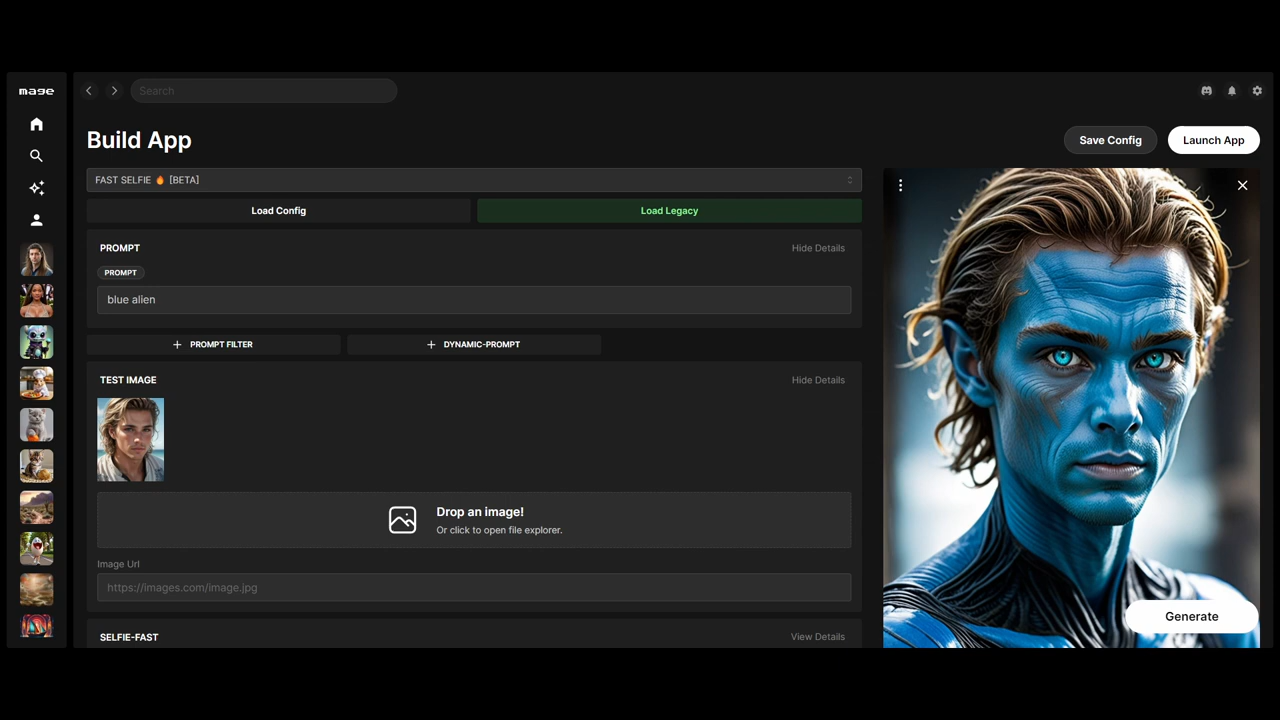 mage
Search
Build App
Save Config
Launch App
FAST SELFIE 🔥 [BETA]
Load Config
Load Legacy
PROMPT
Hide Details
PROMPT
blue alien
+ PROMPT FILTER
+ DYNAMIC-PROMPT
TEST IMAGE
Hide Details
Drop an image!
Or click to open file explorer.
Image Url
https://images.com/image.jpg
Generate
SELFIE-FAST
View Details